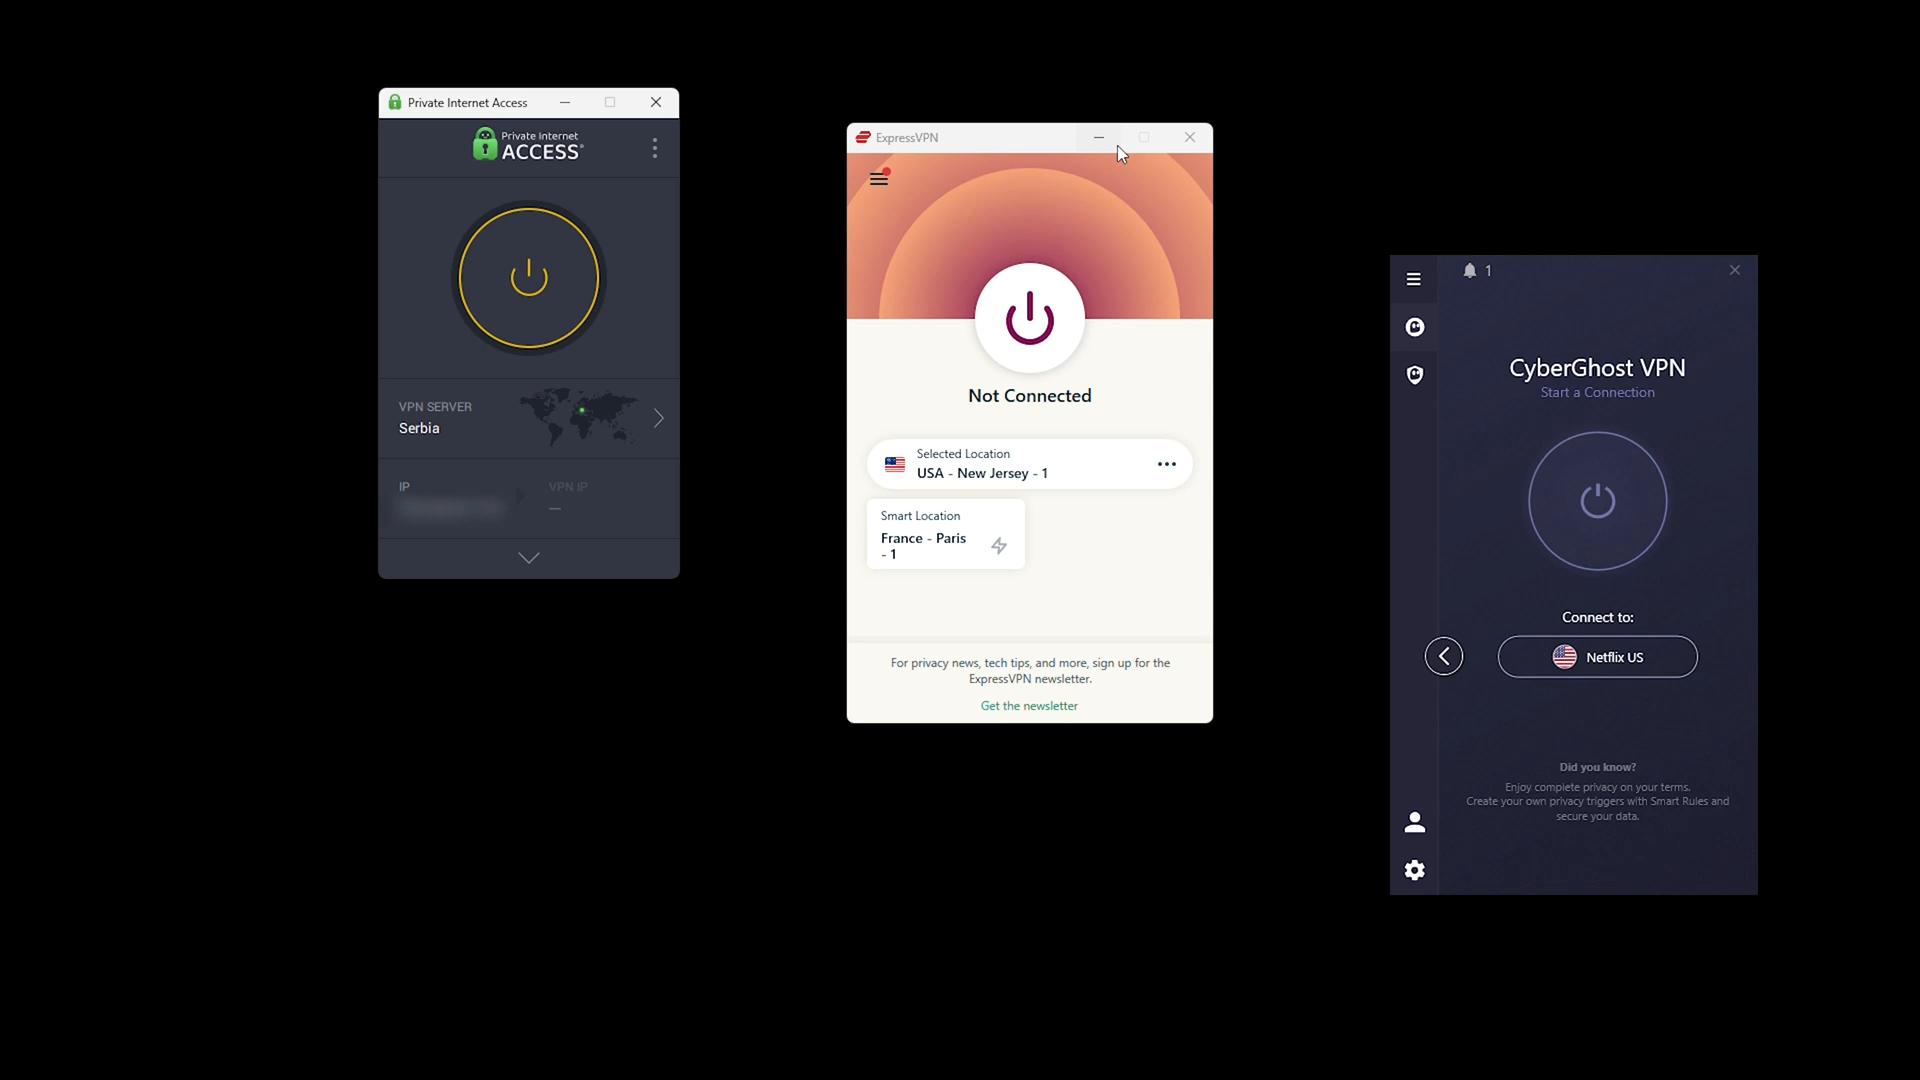 Private Internet Access
Private Internet
ACCESS®
VPN SERVER
Serbia
IP
VPN IP
—
ExpressVPN
Not Connected
Selected Location
USA - New Jersey - 1
Smart Location
France - Paris
- 1
For privacy news, tech tips, and more, sign up for the
ExpressVPN newsletter.
Get the newsletter
1
CyberGhost VPN
Start a Connection
Connect to:
Netflix US
Did you know?
Enjoy complete privacy on your terms.
Create your own privacy triggers with Smart Rules and
secure your data.